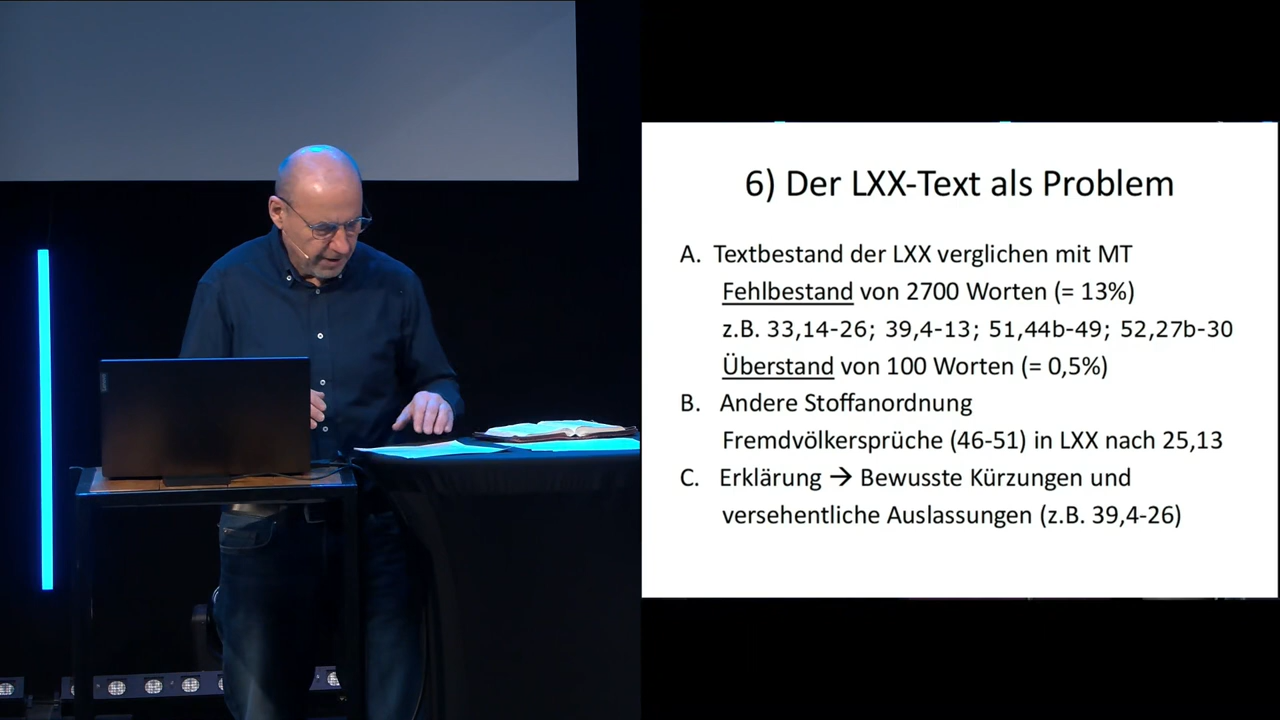 6) Der LXX-Text als Problem
A. Textbestand der LXX verglichen mit MT
Fehlbestand von 2700 Worten (= 13%)
z.B. 33,14-26; 39,4-13; 51,44b-49; 52,27b-30
Überstand von 100 Worten (= 0,5%)
B. Andere Stoffanordnung
Fremdvölkersprüche (46-51) in LXX nach 25,13
C. Erklärung → Bewusste Kürzungen und
versehentliche Auslassungen (z.B. 39,4-26)